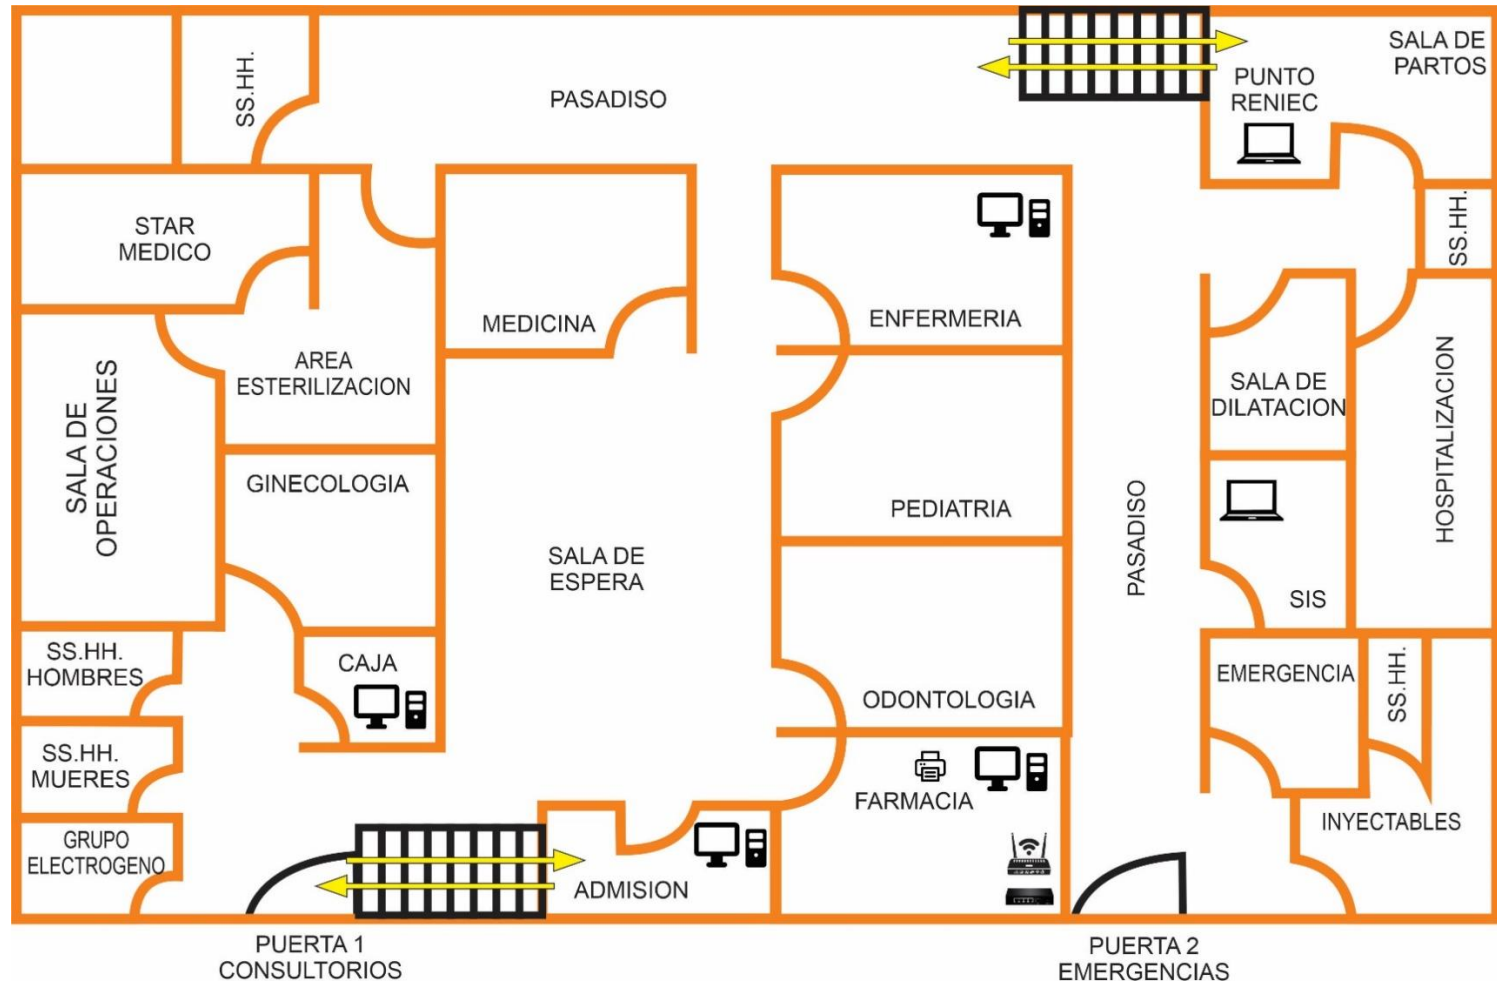 SS.HH.
PASADISO
PUNTO
RENIEC
SALA DE
PARTOS
STAR
MEDICO
MEDICINA
ENFERMERIA
SS.HH.
AREA
ESTERILIZACION
SALA DE
OPERACIONES
GINECOLOGIA
SALA DE
ESPERA
PEDIATRIA
PASADISO
SALA DE
DILATACION
HOSPITALIZACION
SIS
SS.HH.
HOMBRES
CAJA
ODONTOLOGIA
EMERGENCIA
SS.HH.
SS.HH.
MUERES
FARMACIA
INYECTABLES
GRUPO
ELECTROGENO
ADMISION
PUERTA 1
CONSULTORIOS
PUERTA 2
EMERGENCIAS